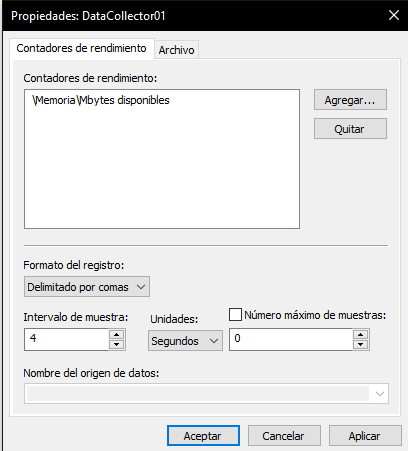 Propiedades: DataCollector01
Contadores de rendimiento
Archivo
Contadores de rendimiento:
\Memoria\Mbytes disponibles
Agregar...
Quitar
Formato del registro:
Delimitado por comas
Intervalo de muestra:
Unidades:
Número máximo de muestras:
4
Segundos
0
Nombre del origen de datos:
Aceptar
Cancelar
Aplicar